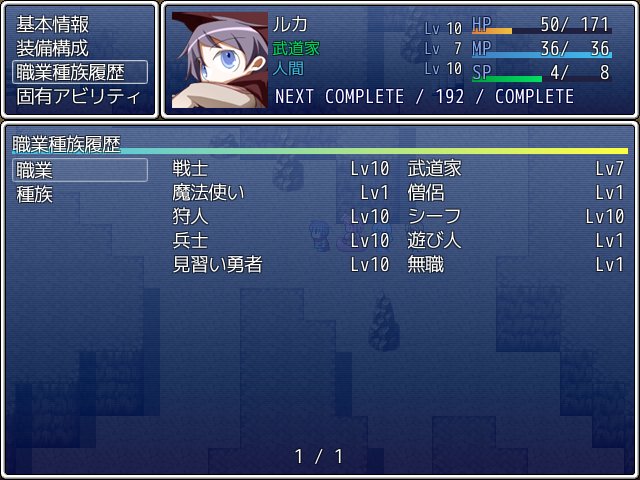 基本情報
装備構成
職業種族履歴
固有アビリティ
ルカ Lv 10 HP 50/ 171
武道家 Lv 7 MP 36/ 36
人間 Lv 10 SP 4/ 8
NEXT COMPLETE / 192 / COMPLETE
職業種族履歴
職業
種族
戦士 Lv10 武道家 Lv7
魔法使い Lv1 僧侶 Lv1
狩人 Lv10 シーフ Lv10
兵士 Lv10 遊び人 Lv1
見習い勇者 Lv10 無職 Lv1
1 / 1